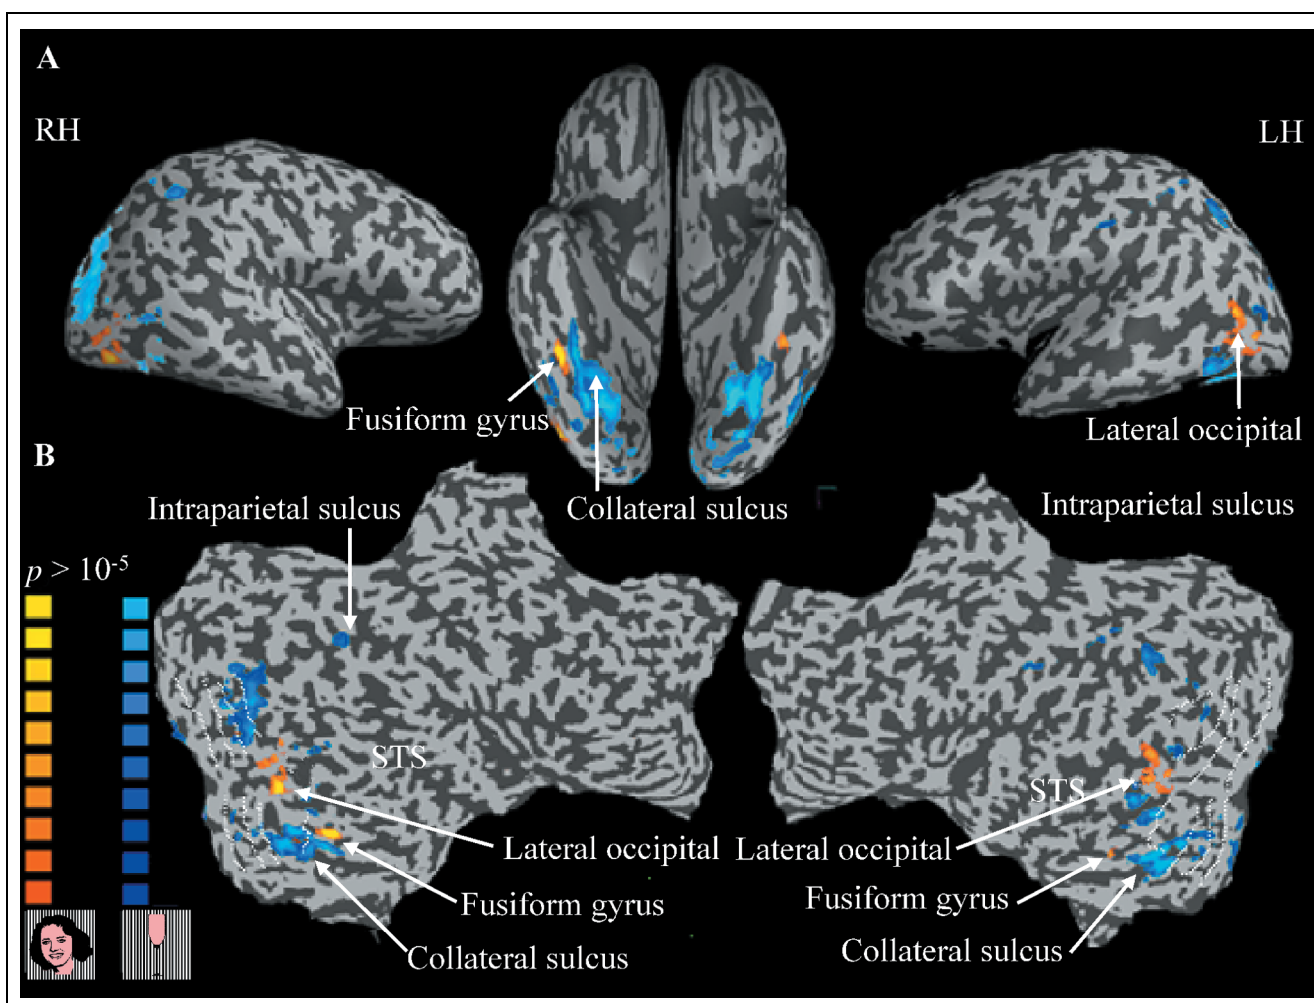 A
RH
LH
Fusiform gyrus
Lateral occipital
B
Intraparietal sulcus
Collateral sulcus
Intraparietal sulcus
p > 10-5
STS
STS
Lateral occipital
Lateral occipital
Fusiform gyrus
Fusiform gyrus
Collateral sulcus
Collateral sulcus